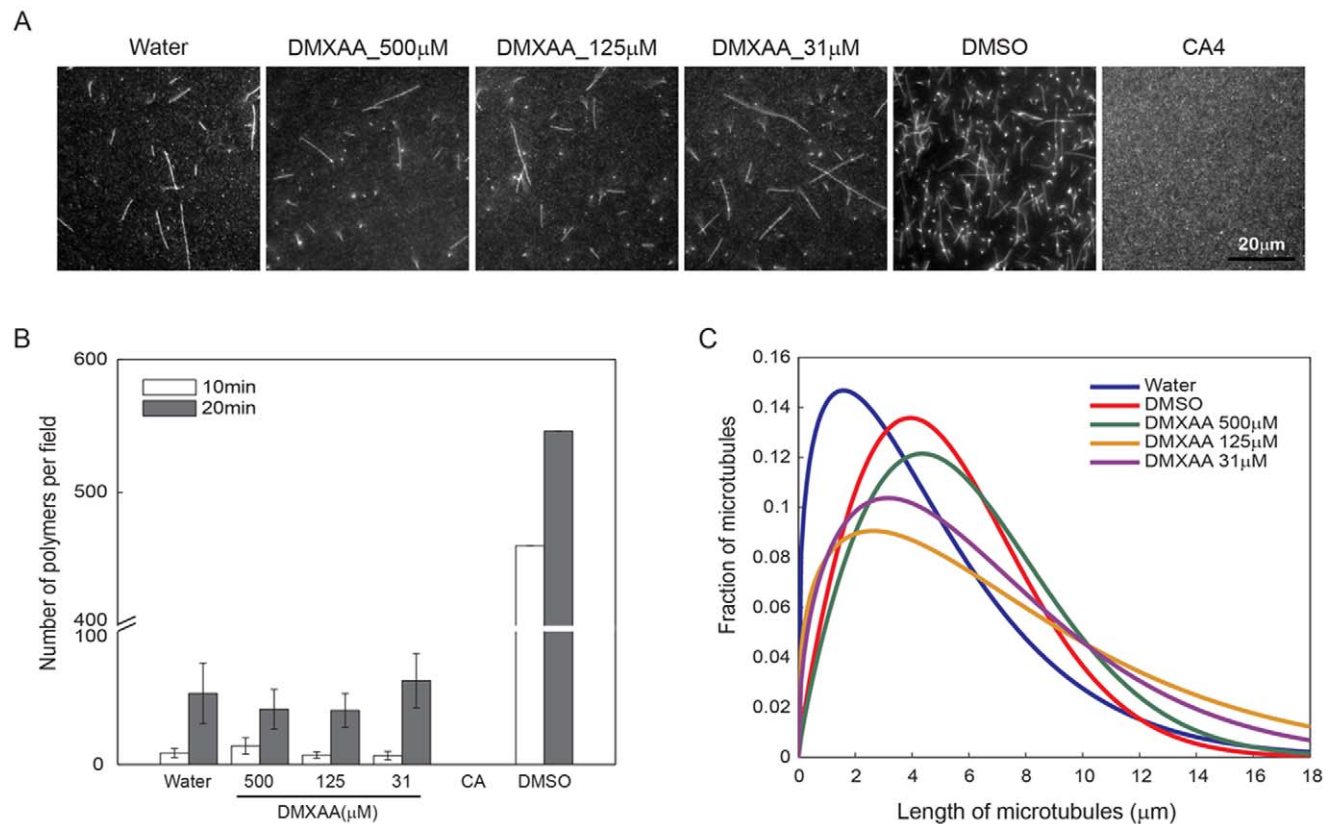 A
Water DMXAA_500μM DMXAA_125μM DMXAA_31μM DMSO CA4
20μm
B
Number of polymers per field
600
500
400
100
0
10min
20min
Water 500 125 31 CA DMSO
DMXAA(μM)
C
Fraction of microtubules
0.16
0.14
0.12
0.1
0.08
0.06
0.04
0.02
0
Water
DMSO
DMXAA 500μM
DMXAA 125μM
DMXAA 31μM
0 2 4 6 8 10 12 14 16 18
Length of microtubules (μm)